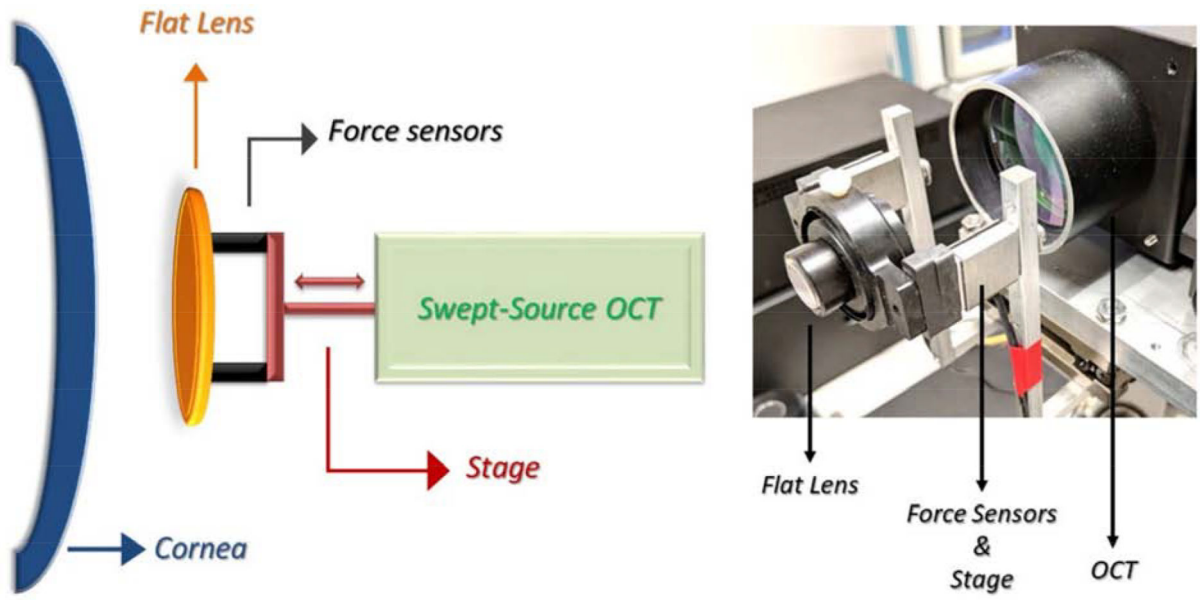 Flat Lens
Force sensors
Swept-Source OCT
Stage
Cornea
Flat Lens
Force Sensors
&
Stage
OCT